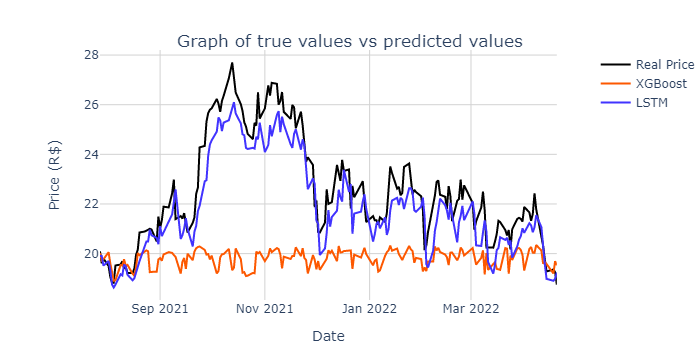 Graph of true values vs predicted values
28
26
24
22
20
Price (R$)
Sep 2021
Nov 2021
Jan 2022
Mar 2022
Date
Real Price
XGBoost
LSTM